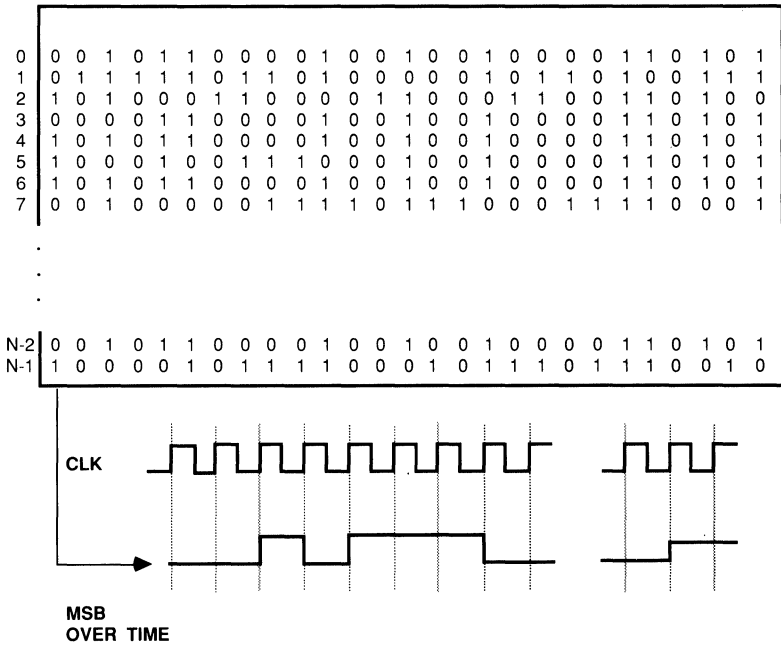 0 0 0 1 0 1 1 0 0 0 0 1 0 0 1 0 0 1 0 0 0 0 1 1 0 1 0 1
1 0 1 1 1 1 1 0 1 1 0 1 0 0 0 0 0 1 0 1 1 0 1 0 0 1 1 1
2 1 0 1 0 0 0 1 1 0 0 0 0 1 1 0 0 0 1 1 0 0 1 1 0 1 0 0
3 0 0 0 0 1 1 0 0 0 0 1 0 0 1 0 0 1 0 0 0 0 1 1 0 1 0 1
4 1 0 1 0 1 1 0 0 0 0 1 0 0 1 0 0 1 0 0 0 0 1 1 0 1 0 1
5 1 0 0 0 1 0 0 1 1 1 0 0 0 1 0 0 1 0 0 0 0 1 1 0 1 0 1
6 1 0 1 0 1 1 0 0 0 0 1 0 0 1 0 0 1 0 0 0 0 1 1 0 1 0 1
7 0 0 1 0 0 0 0 0 1 1 1 1 0 1 1 1 0 0 0 1 1 1 1 0 0 0 1
.
.
.
N-2 0 0 1 0 1 1 0 0 0 0 1 0 0 1 0 0 1 0 0 0 0 1 1 0 1 0 1
N-1 1 0 0 0 0 1 0 1 1 1 1 0 0 0 1 0 1 1 1 0 1 1 1 0 0 1 0
CLK
MSB
OVER TIME